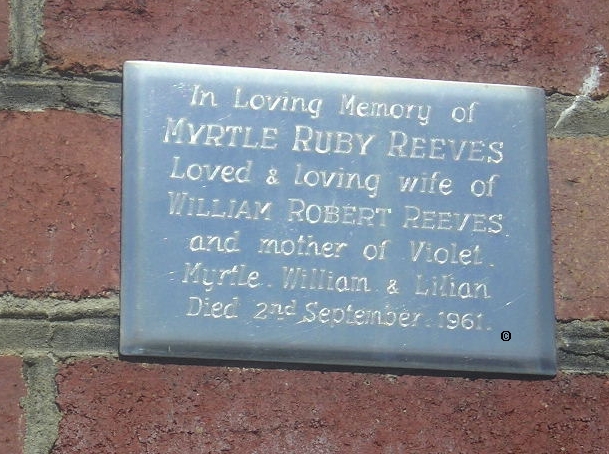 In Loving Memory of
MYRTLE RUBY REEVES
Loved & loving wife of
WILLIAM ROBERT REEVES
and mother of Violet.
Myrtle. William & Lilian
Died 2nd September. 1961.
©